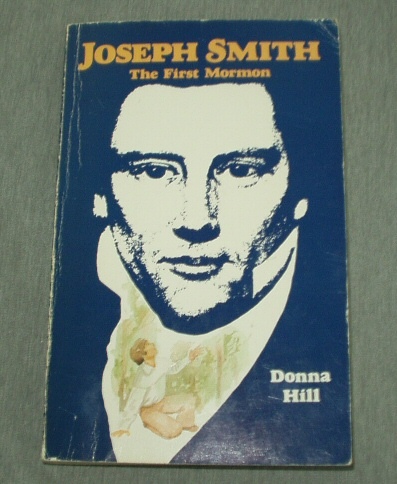 JOSEPH SMITH
The First Mormon
Donna
Hill